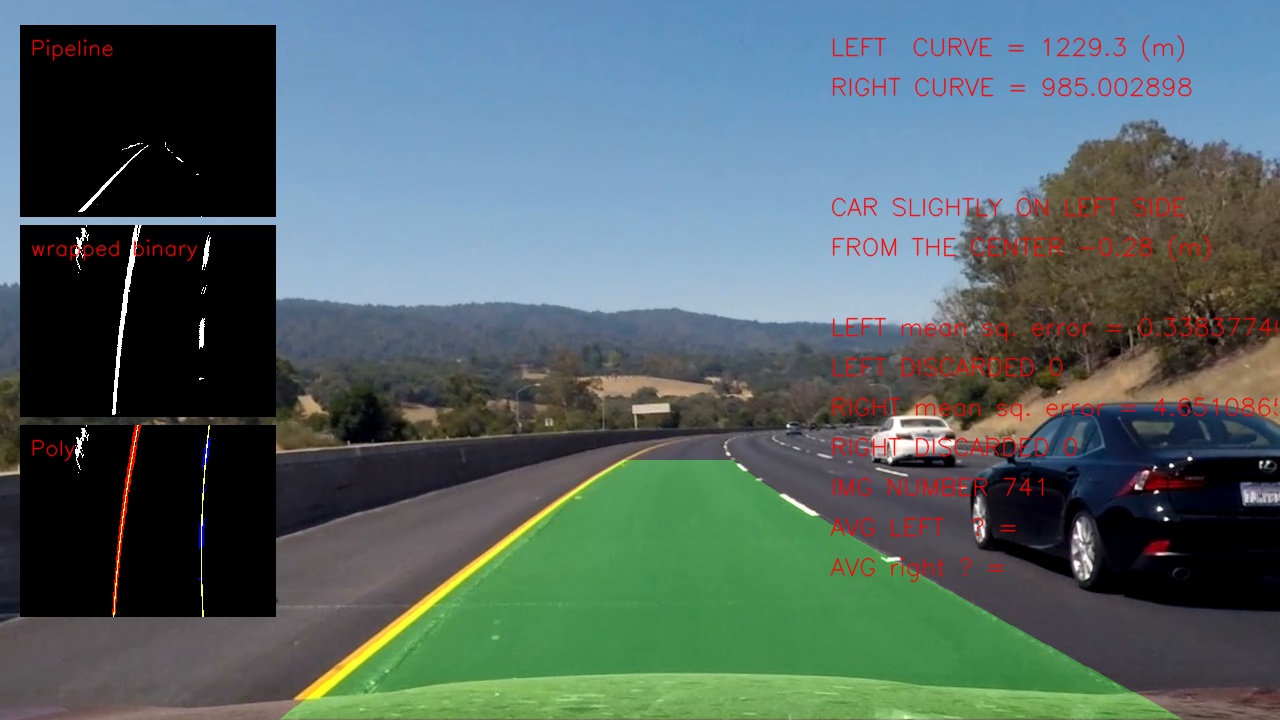 Pipeline
wrapped binary
Poly
LEFT CURVE = 1229.3 (m)
RIGHT CURVE = 985.002898
CAR SLIGHTLY ON LEFT SIDE
FROM THE CENTER -0.28 (m)
LEFT mean sq. error = 0.3383774
LEFT DISCARDED 0
RIGHT mean sq. error = 4.6510865
RIGHT DISCARDED 0
IMG NUMBER 741
AVG LEFT ? =
AVG right ? =